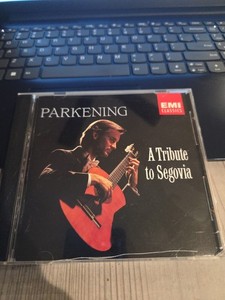 PARKENING
EMI
CLASSICS
A Tribute
to Segovia